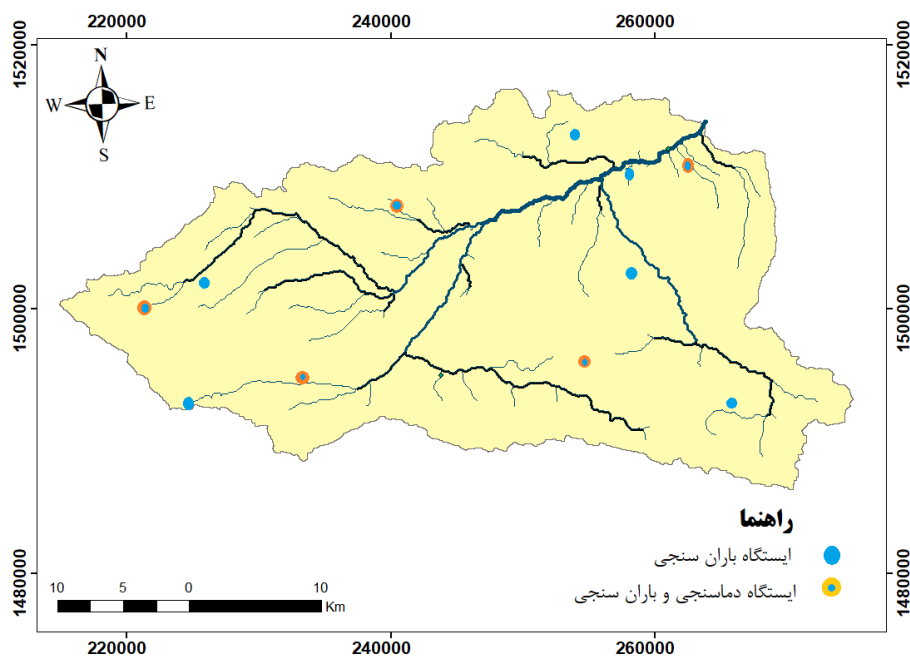 220000 240000 260000
1520000 1520000
N
W E
S
1500000 1500000
راهنما
ایستگاه باران سنجی
ایستگاه دماسنجی و باران سنجی
1480000 1480000
10 5 0 10
Km
220000 240000 260000